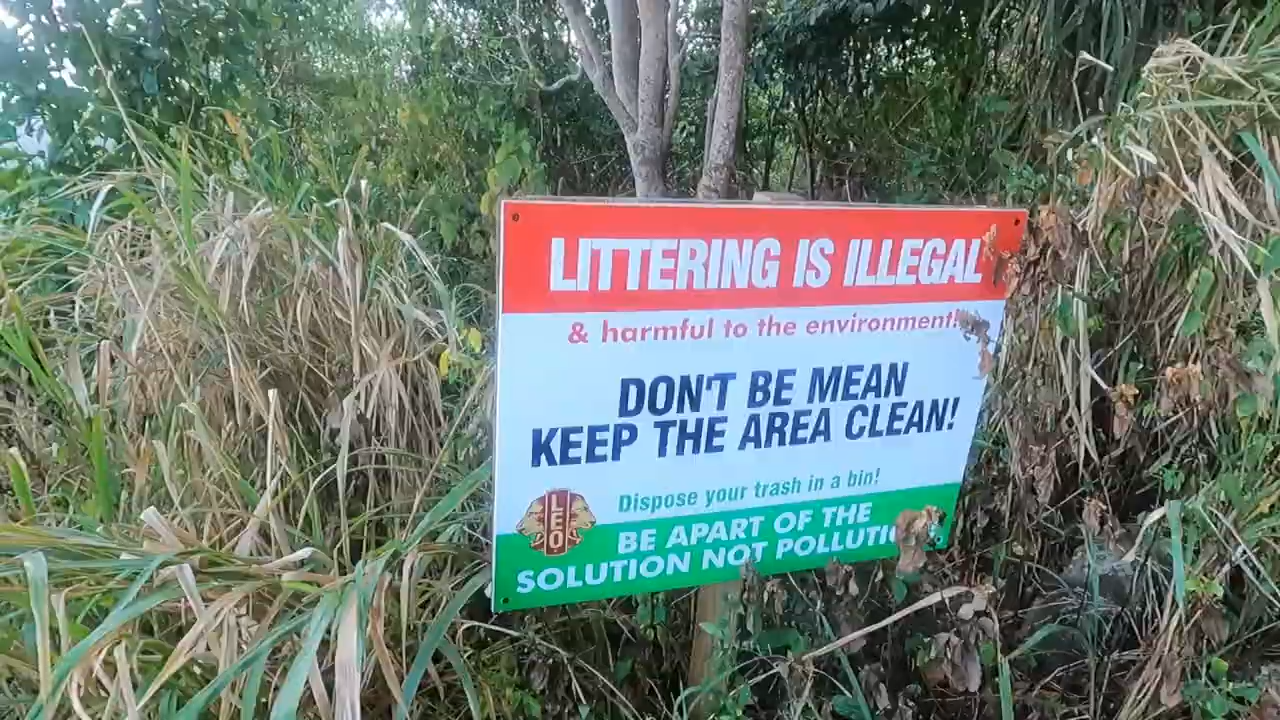 LITTERING IS ILLEGAL
& harmful to the environment!
DON'T BE MEAN
KEEP THE AREA CLEAN!
Dispose your trash in a bin!
LEO
BE APART OF THE
SOLUTION NOT